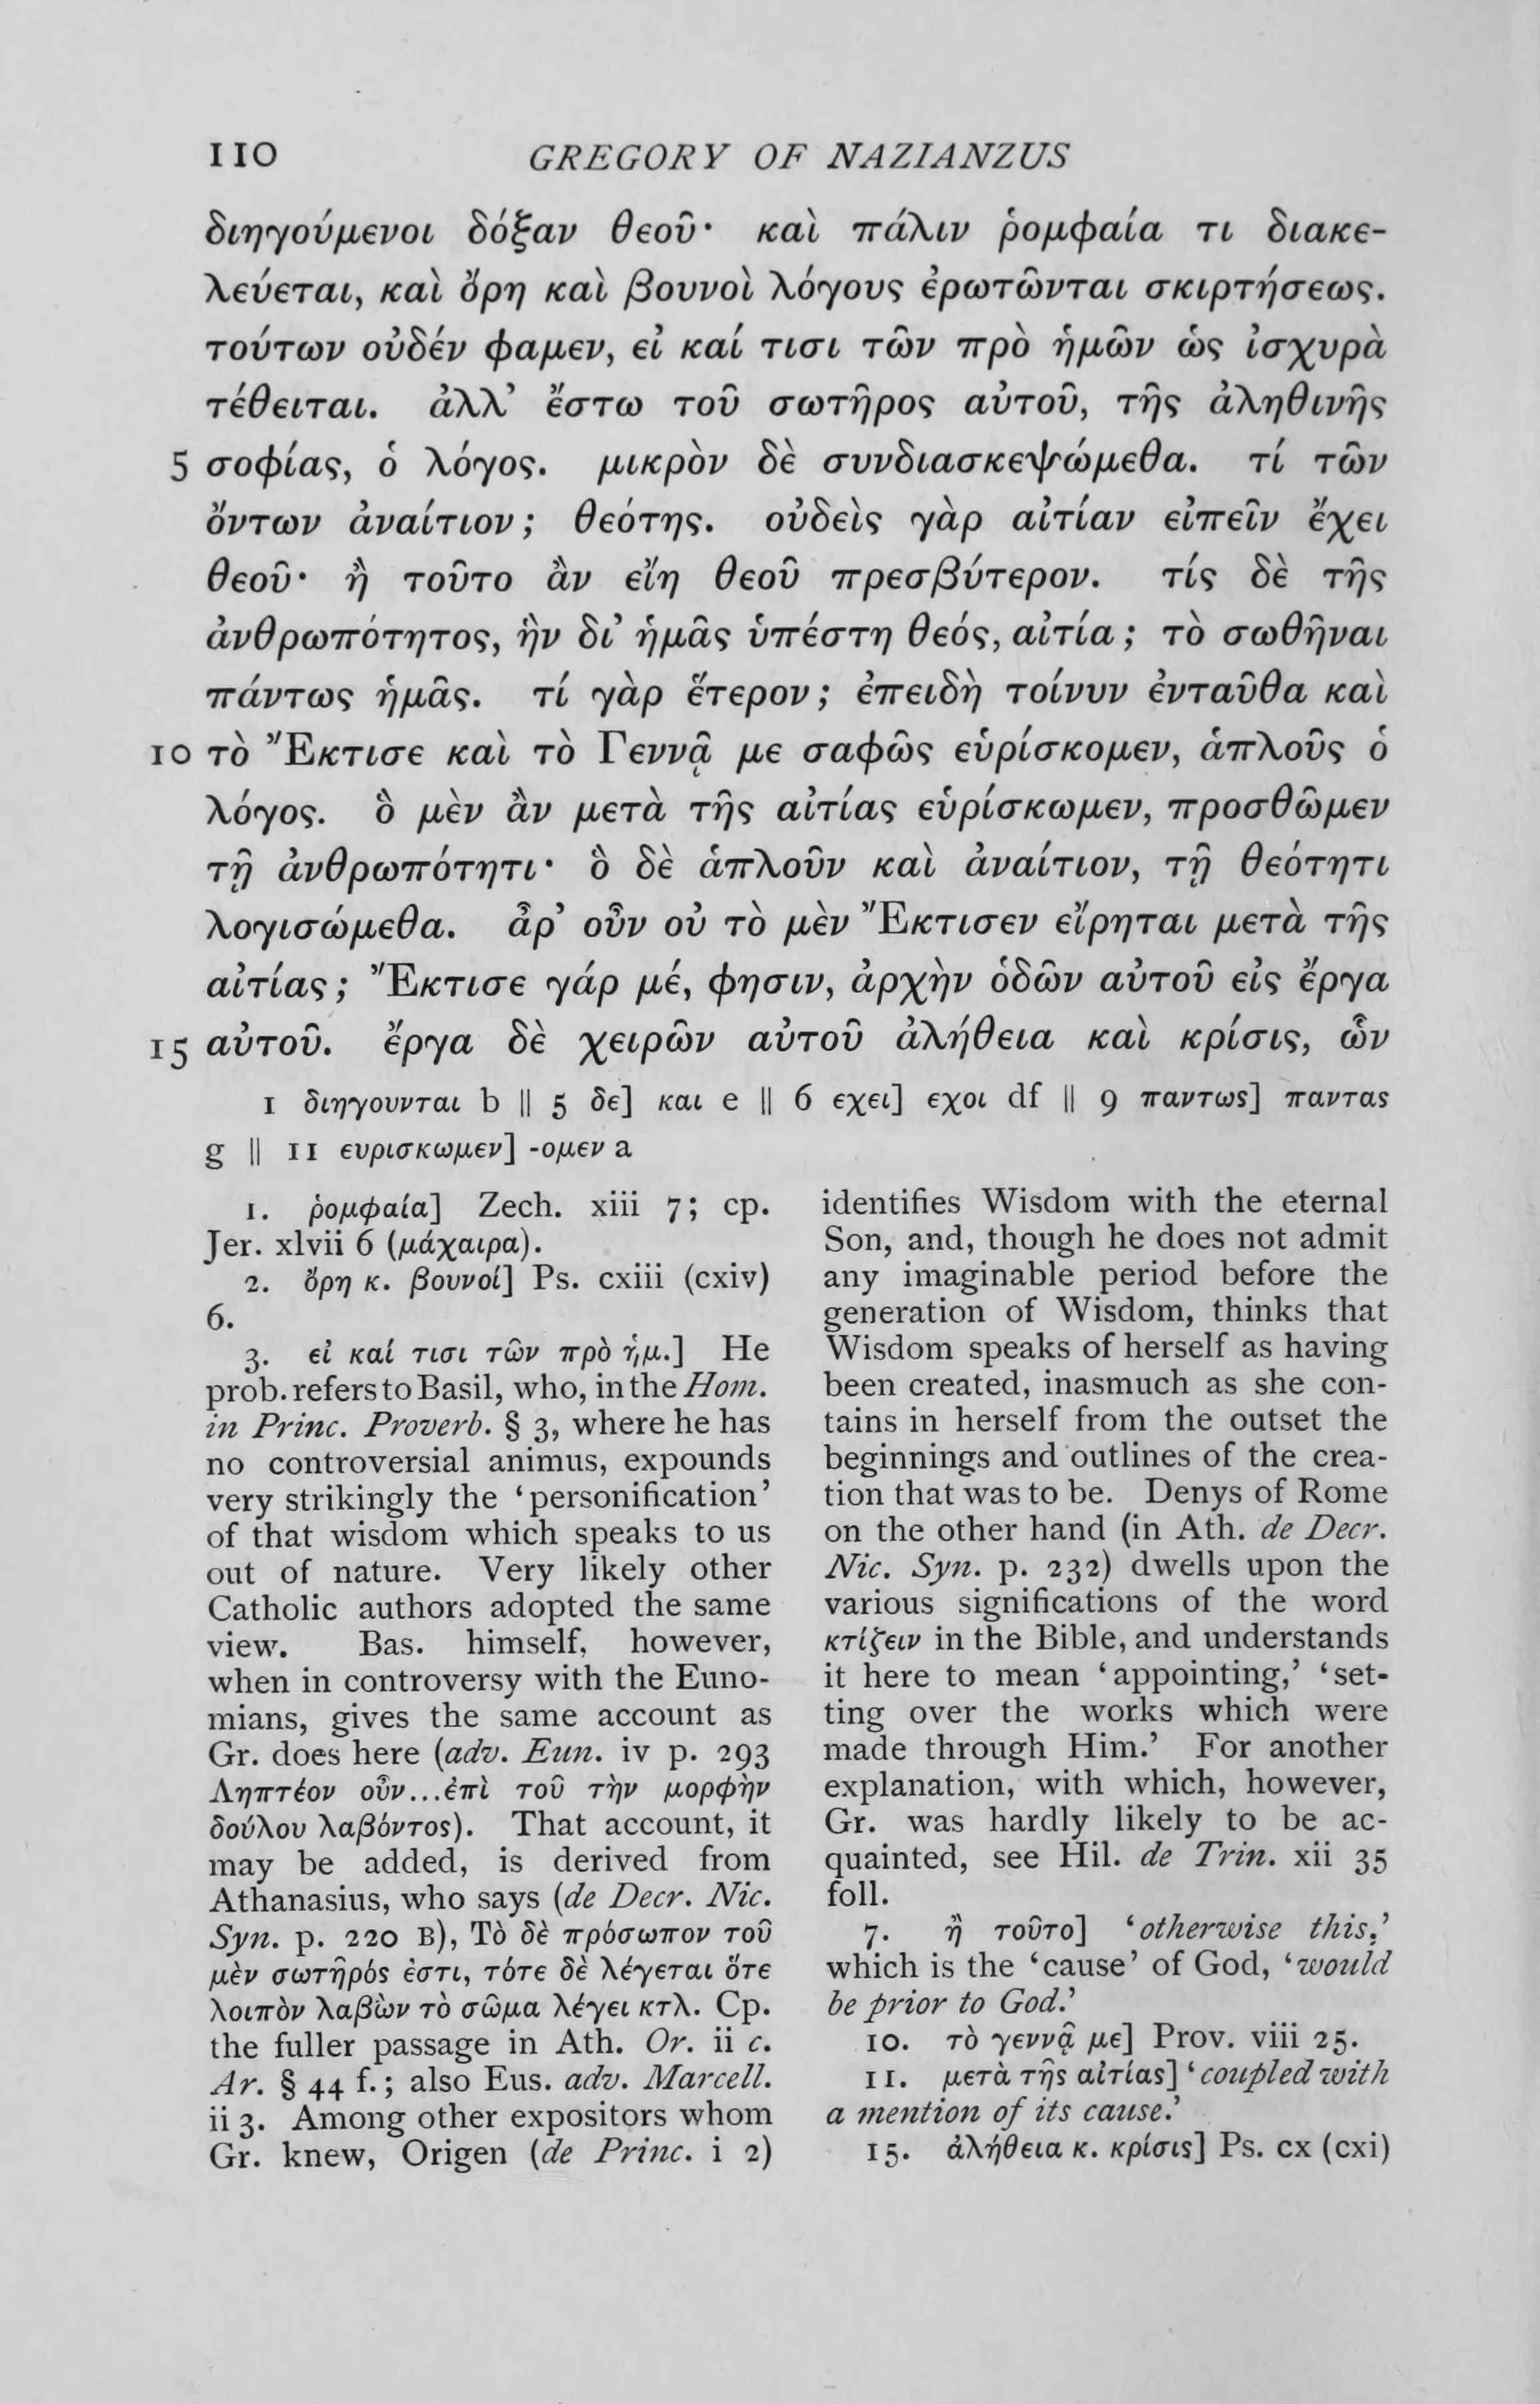 110 GREGORY OF NAZIANZUS
διηγούμενοι δόξαν θεοῦ· καὶ πάλιν ῥομφαία τι διακε-
λεύεται, καὶ ὄρη καὶ βουνοὶ λόγους ἐρωτῶνται σκιρτήσεως.
τούτων οὐδέν φαμεν, εἰ καί τισι τῶν πρὸ ἡμῶν ὡς ἰσχυρὰ
τέθειται. ἀλλ’ ἔστω τοῦ σωτῆρος αὐτοῦ, τῆς ἀληθινῆς
5 σοφίας, ὁ λόγος. μικρὸν δὲ συνδιασκεψώμεθα. τί τῶν
ὄντων ἀναίτιον; θεότης. οὐδεὶς γὰρ αἰτίαν εἰπεῖν ἔχει
θεοῦ· ἢ τοῦτο ἂν εἴη θεοῦ πρεσβύτερον. τίς δὲ τῆς
ἀνθρωπότητος, ἣν δι’ ἡμᾶς ὑπέστη θεός, αἰτία; τὸ σωθῆναι
πάντως ἡμᾶς. τί γὰρ ἕτερον; ἐπειδὴ τοίνυν ἐνταῦθα καὶ
10 τὸ Ἔκτισε καὶ τὸ Γεννᾷ με σαφῶς εὑρίσκομεν, ἁπλοῦς ὁ
λόγος. ὃ μὲν ἂν μετὰ τῆς αἰτίας εὑρίσκωμεν, προσθῶμεν
τῇ ἀνθρωπότητι· ὃ δὲ ἁπλοῦν καὶ ἀναίτιον, τῇ θεότητι
λογισώμεθα. ἆρ’ οὖν οὐ τὸ μὲν Ἔκτισεν εἴρηται μετὰ τῆς
αἰτίας; Ἔκτισε γάρ μέ, φησιν, ἀρχὴν ὁδῶν αὐτοῦ εἰς ἔργα
15 αὐτοῦ. ἔργα δὲ χειρῶν αὐτοῦ ἀλήθεια καὶ κρίσις, ὧν
1 διηγουνται b || 5 δε] και e || 6 εχει] εχοι df || 9 παντως] παντας
g || 11 ευρισκωμεν] -ομεν a
1. ῥομφαία] Zech. xiii 7; cp.
Jer. xlvii 6 (μάχαιρα).
2. ὄρη κ. βουνοί] Ps. cxiii (cxiv)
6.
3. εἰ καί τισι τῶν πρὸ ἡμ.] He
prob. refers to Basil, who, in the Hom.
in Princ. Proverb. § 3, where he has
no controversial animus, expounds
very strikingly the ‘personification’
of that wisdom which speaks to us
out of nature. Very likely other
Catholic authors adopted the same
view. Bas. himself, however,
when in controversy with the Euno-
mians, gives the same account as
Gr. does here (adv. Eun. iv p. 293
Ληπτέον οὖν...ἐπὶ τοῦ τὴν μορφὴν
δούλου λαβόντος). That account, it
may be added, is derived from
Athanasius, who says (de Decr. Nic.
Syn. p. 220 B), Τὸ δὲ πρόσωπον τοῦ
μὲν σωτῆρός ἐστι, τότε δὲ λέγεται ὅτε
λοιπὸν λαβὼν τὸ σῶμα λέγει κτλ. Cp.
the fuller passage in Ath. Or. ii c.
Ar. § 44 f.; also Eus. adv. Marcell.
ii 3. Among other expositors whom
Gr. knew, Origen (de Princ. i 2)
identifies Wisdom with the eternal
Son, and, though he does not admit
any imaginable period before the
generation of Wisdom, thinks that
Wisdom speaks of herself as having
been created, inasmuch as she con-
tains in herself from the outset the
beginnings and outlines of the crea-
tion that was to be. Denys of Rome
on the other hand (in Ath. de Decr.
Nic. Syn. p. 232) dwells upon the
various significations of the word
κτίζειν in the Bible, and understands
it here to mean ‘appointing,’ ‘set-
ting over the works which were
made through Him.’ For another
explanation, with which, however,
Gr. was hardly likely to be ac-
quainted, see Hil. de Trin. xii 35
foll.
7. ἢ τοῦτο] ‘otherwise this,’
which is the ‘cause’ of God, ‘would
be prior to God.’
10. τὸ γεννᾷ με] Prov. viii 25.
11. μετὰ τῆς αἰτίας] ‘coupled with
a mention of its cause.’
15. ἀλήθεια κ. κρίσις] Ps. cx (cxi)